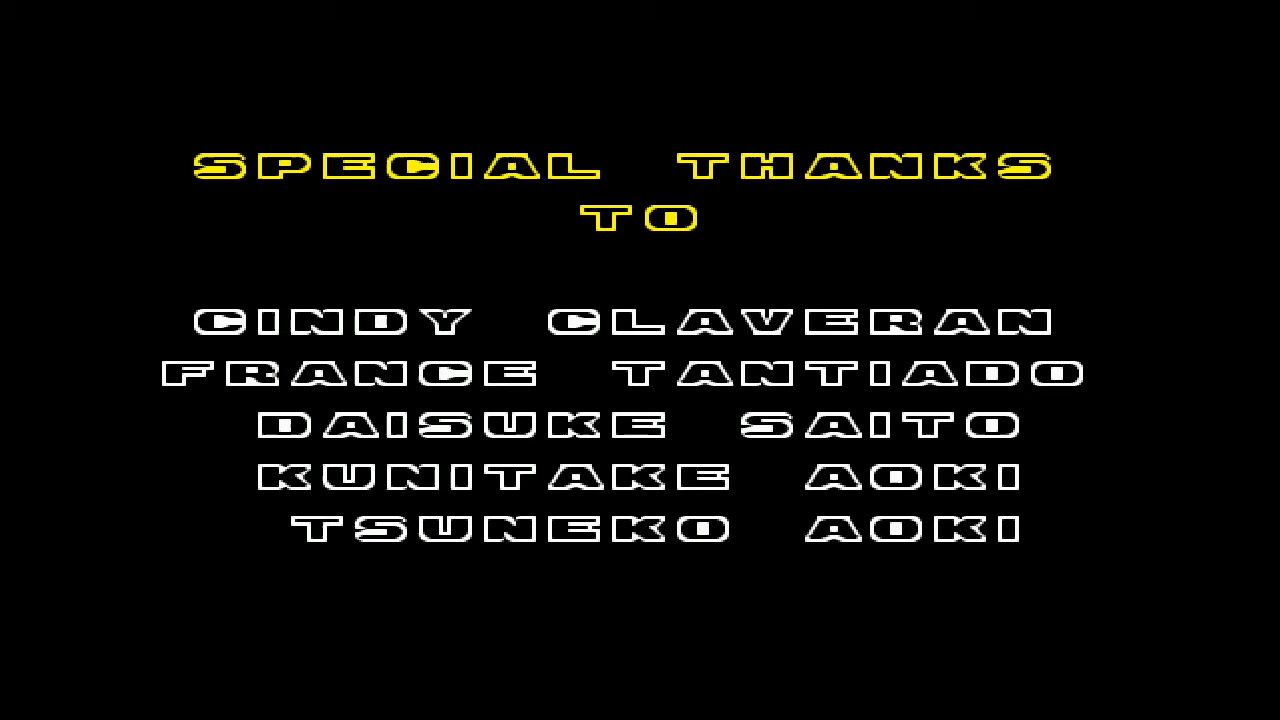 SPECIAL THANKS
TO
CINDY CLAVERAN
FRANCE TANTIADO
DAISUKE SAITO
KUNITAKE AOKI
TSUNEKO AOKI